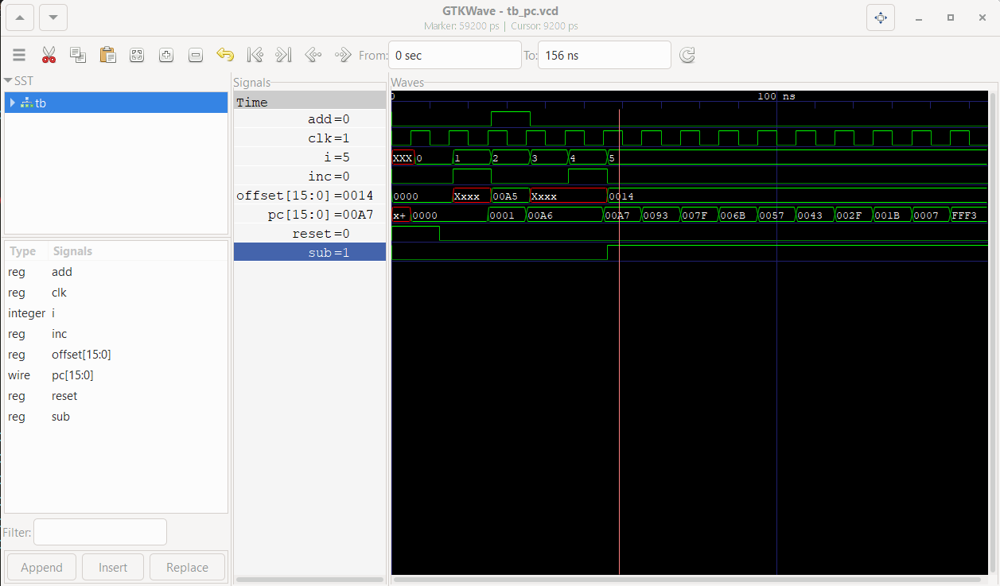 GTKWave - tb_pc.vcd
Marker: 59200 ps | Cursor: 9200 ps
From: 0 sec To: 156 ns
SST
tb
Type Signals
reg add
reg clk
integer i
reg inc
reg offset[15:0]
wire pc[15:0]
reg reset
reg sub
Filter:
Append Insert Replace
Signals
Time
add=0
clk=1
i=5
inc=0
offset[15:0]=0014
pc[15:0]=00A7
reset=0
sub=1
Waves
0 100 ns
XXX 0 1 2 3 4 5
0000 Xxxx 00A5 Xxxx 0014
x+ 0000 0001 00A6 00A7 0093 007F 006B 0057 0043 002F 001B 0007 FFF3